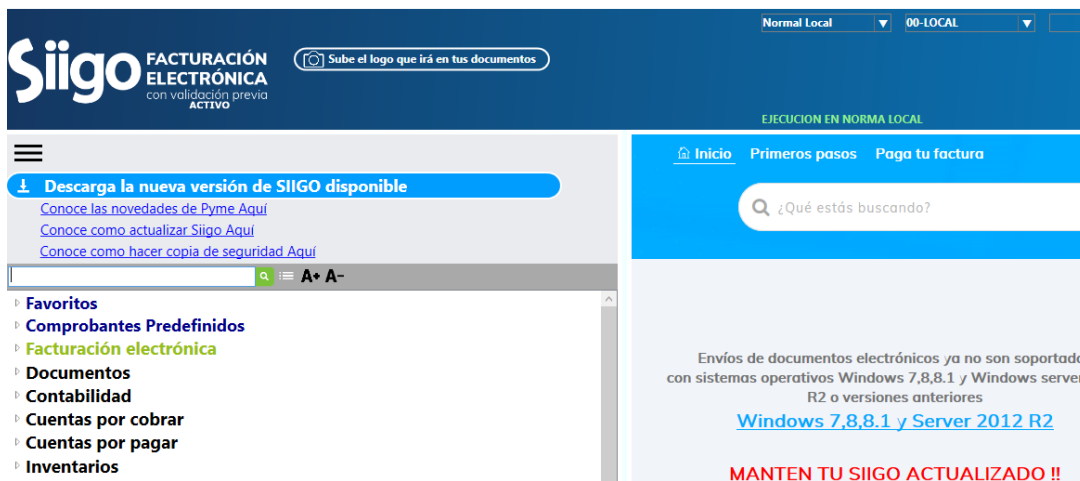 Normal Local
00-LOCAL
Siigo
FACTURACIÓN
ELECTRÓNICA
con validación previa
ACTIVO
Sube el logo que irá en tus documentos
EJECUCION EN NORMA LOCAL
Inicio Primeros pasos Paga tu factura
Descarga la nueva versión de SIIGO disponible
Conoce las novedades de Pyme Aquí
Conoce como actualizar Siigo Aquí
Conoce como hacer copia de seguridad Aquí
¿Qué estás buscando?
A+ A-
Favoritos
Comprobantes Predefinidos
Facturación electrónica
Documentos
Contabilidad
Cuentas por cobrar
Cuentas por pagar
Inventarios
Envíos de documentos electrónicos ya no son soportado
con sistemas operativos Windows 7,8,8.1 y Windows server
R2 o versiones anteriores
Windows 7,8,8.1 y Server 2012 R2
MANTEN TU SIIGO ACTUALIZADO !!